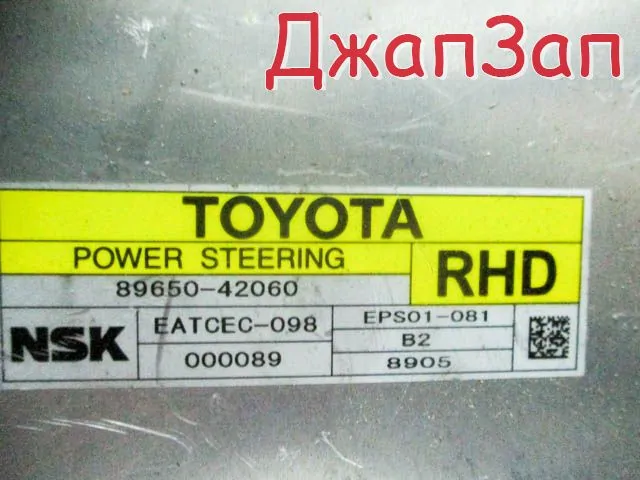 ДжапЗап
TOYOTA
POWER STEERING
RHD
89650-42060
NSK
EATCEC-098
EPS01-081
B2
000089
8905